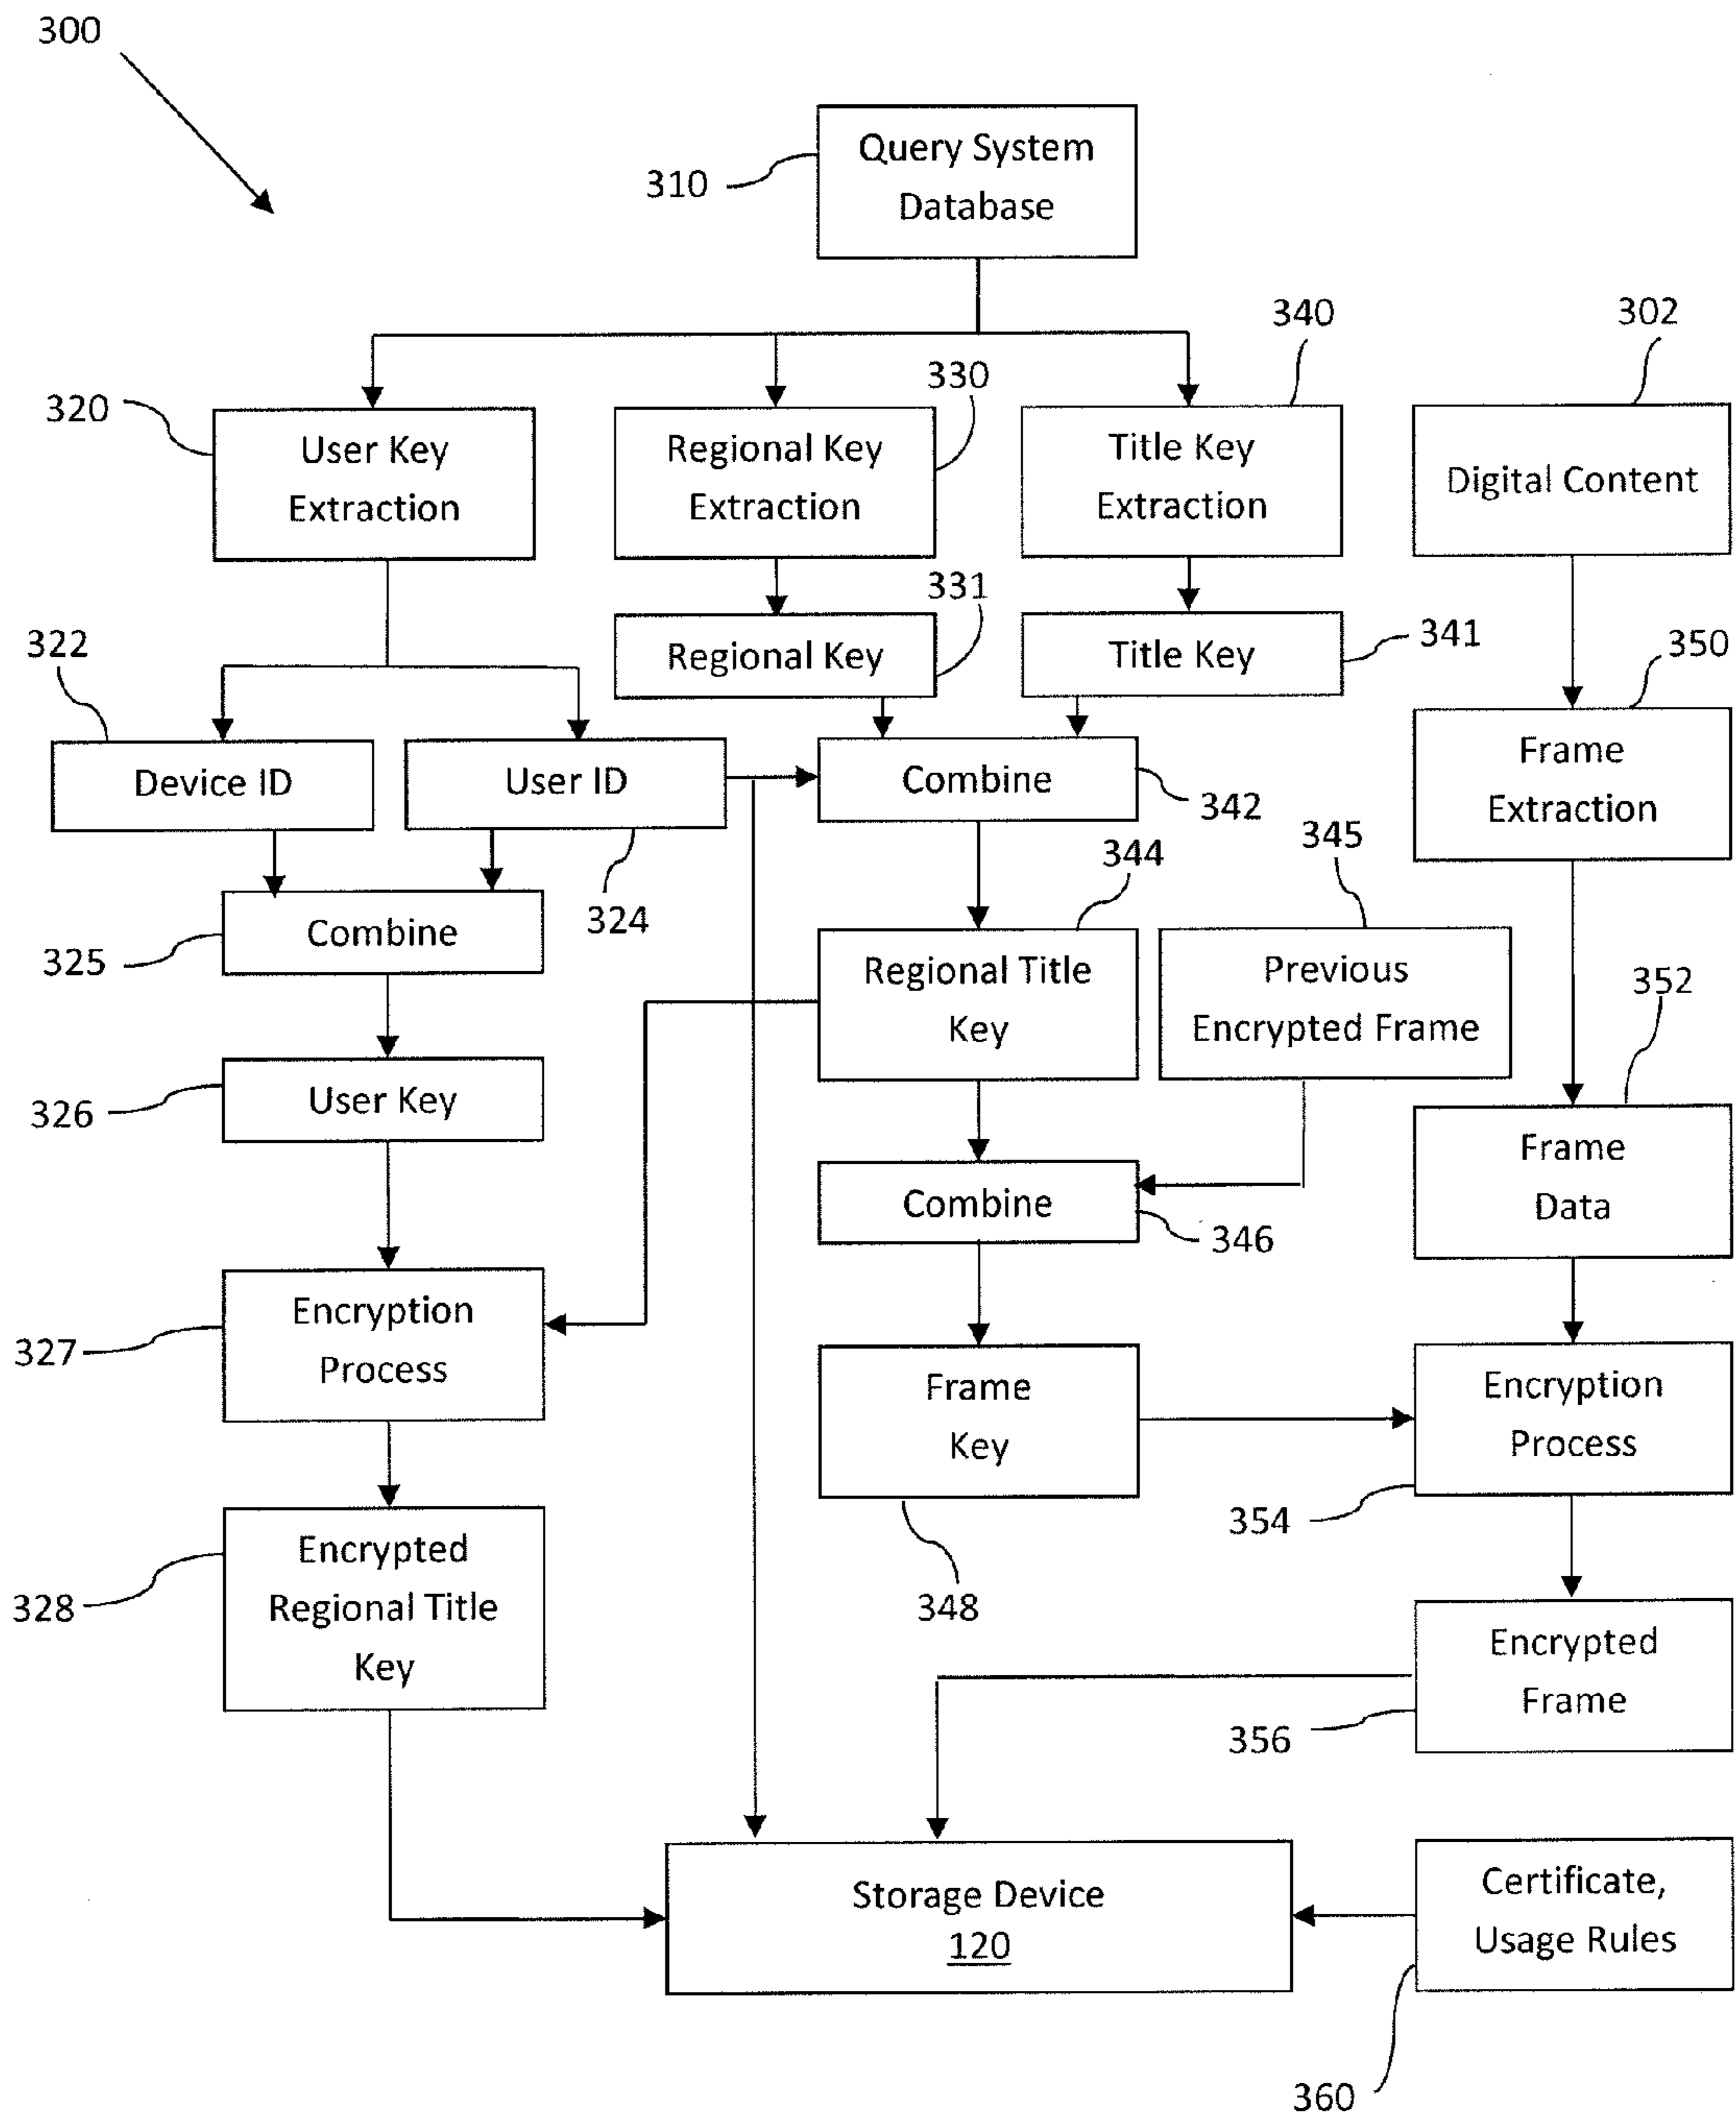 300
Query System
Database
310
340
302
330
320
User Key
Extraction
Regional Key
Extraction
Title Key
Extraction
Digital Content
331
322
Regional Key
Title Key
341
350
Device ID
User ID
Combine
342
Frame
Extraction
345
344
324
325
Combine
Regional Title
Key
Previous
Encrypted Frame
352
326
User Key
Frame
Data
Combine
346
327
Encryption
Process
Frame
Key
Encryption
Process
354
328
Encrypted
Regional Title
Key
348
Encrypted
Frame
356
Storage Device
120
Certificate,
Usage Rules
360